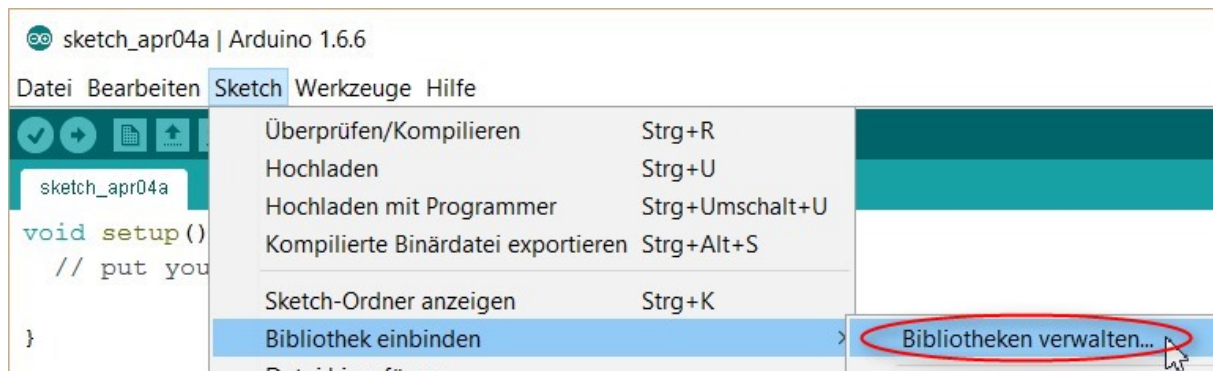 sketch_apr04a | Arduino 1.6.6
Datei Bearbeiten Sketch Werkzeuge Hilfe
Überprüfen/Kompilieren Strg+R
Hochladen Strg+U
Hochladen mit Programmer Strg+Umschalt+U
Kompilierte Binärdatei exportieren Strg+Alt+S
Sketch-Ordner anzeigen Strg+K
Bibliothek einbinden
Bibliotheken verwalten...
sketch_apr04a
void setup()
// put you
}